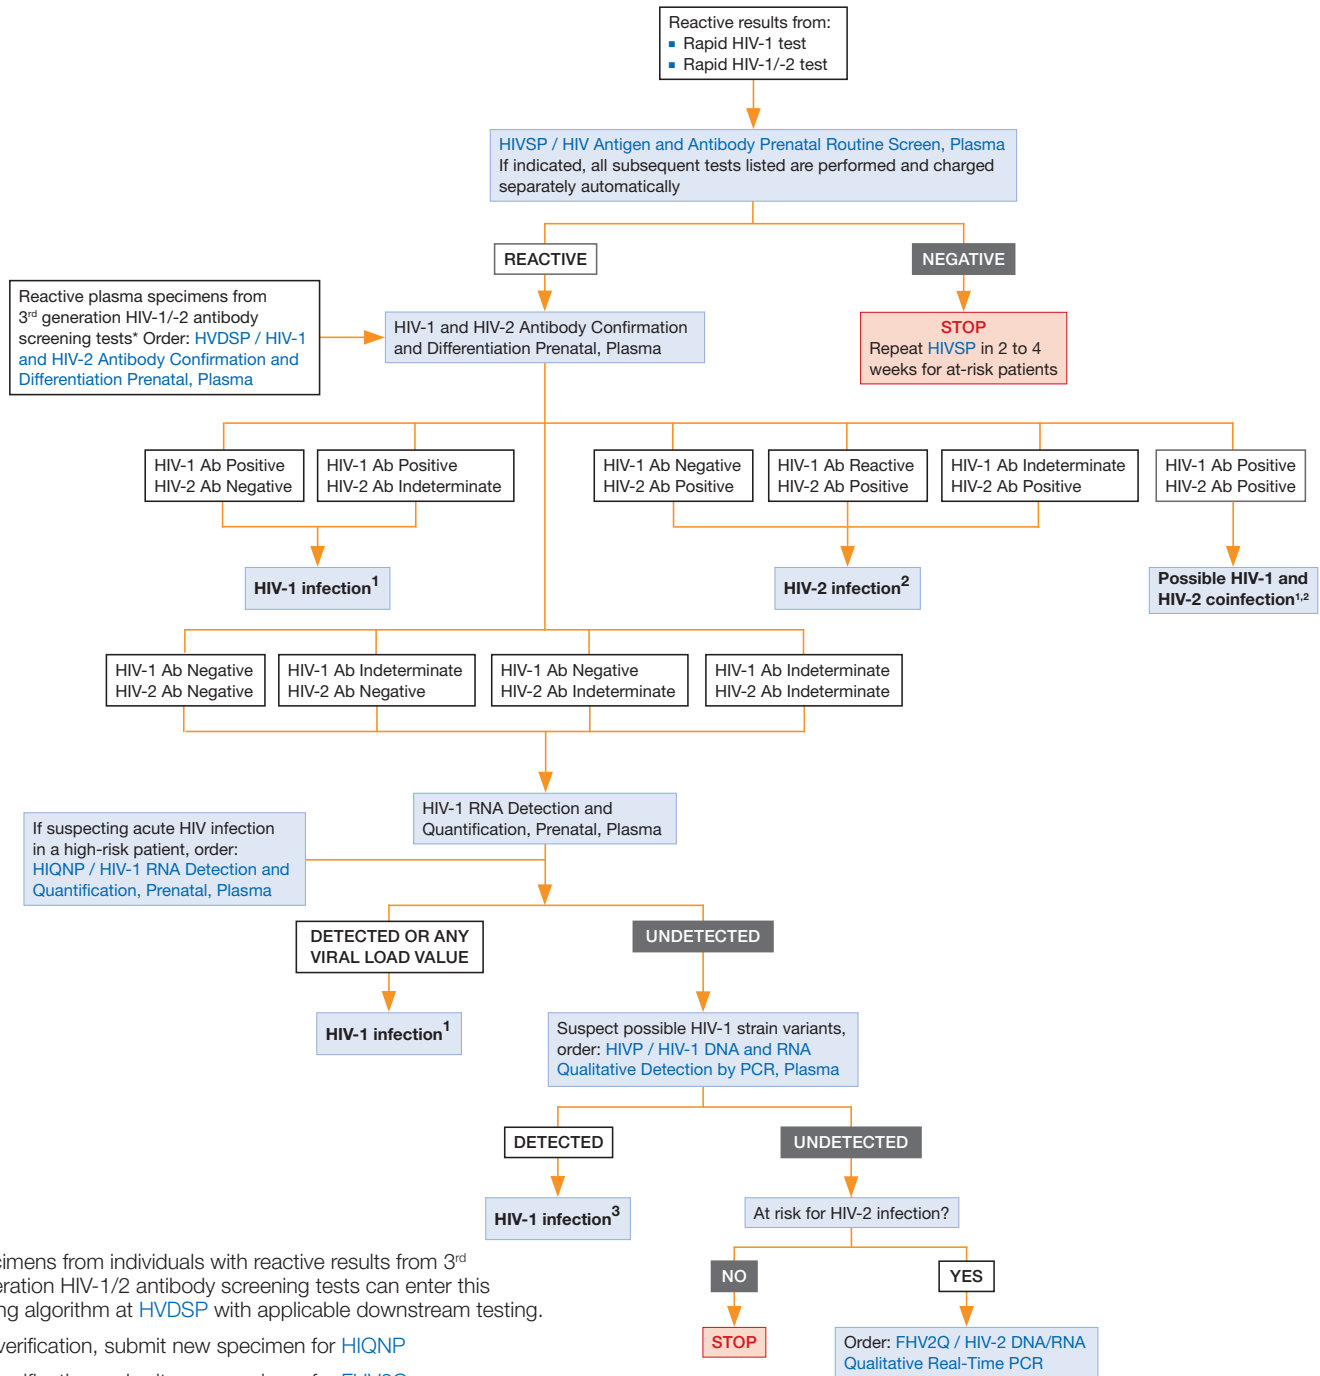 Reactive results from:
▪ Rapid HIV-1 test
▪ Rapid HIV-1/-2 test
HIVSP / HIV Antigen and Antibody Prenatal Routine Screen, Plasma
If indicated, all subsequent tests listed are performed and charged
separately automatically
REACTIVE
NEGATIVE
Reactive plasma specimens from
3rd generation HIV-1/-2 antibody
screening tests* Order: HVDSP / HIV-1
and HIV-2 Antibody Confirmation and
Differentiation Prenatal, Plasma
HIV-1 and HIV-2 Antibody Confirmation
and Differentiation Prenatal, Plasma
STOP
Repeat HIVSP in 2 to 4
weeks for at-risk patients
HIV-1 Ab Positive
HIV-2 Ab Negative
HIV-1 Ab Positive
HIV-2 Ab Indeterminate
HIV-1 Ab Negative
HIV-2 Ab Positive
HIV-1 Ab Reactive
HIV-2 Ab Positive
HIV-1 Ab Indeterminate
HIV-2 Ab Positive
HIV-1 Ab Positive
HIV-2 Ab Positive
HIV-1 infection1
HIV-2 infection2
Possible HIV-1 and
HIV-2 coinfection1,2
HIV-1 Ab Negative
HIV-2 Ab Negative
HIV-1 Ab Indeterminate
HIV-2 Ab Negative
HIV-1 Ab Negative
HIV-2 Ab Indeterminate
HIV-1 Ab Indeterminate
HIV-2 Ab Indeterminate
HIV-1 RNA Detection and
Quantification, Prenatal, Plasma
If suspecting acute HIV infection
in a high-risk patient, order:
HIQNP / HIV-1 RNA Detection and
Quantification, Prenatal, Plasma
DETECTED OR ANY
VIRAL LOAD VALUE
UNDETECTED
HIV-1 infection1
Suspect possible HIV-1 strain variants,
order: HIVP / HIV-1 DNA and RNA
Qualitative Detection by PCR, Plasma
DETECTED
UNDETECTED
HIV-1 infection3
At risk for HIV-2 infection?
NO
YES
STOP
Order: FHV2Q / HIV-2 DNA/RNA
Qualitative Real-Time PCR
from individuals with reactive results from 3rd
HIV-1/2 antibody screening tests can enter this
algorithm at HVDSP with applicable downstream testing.
verification, submit new specimen for HIQNP